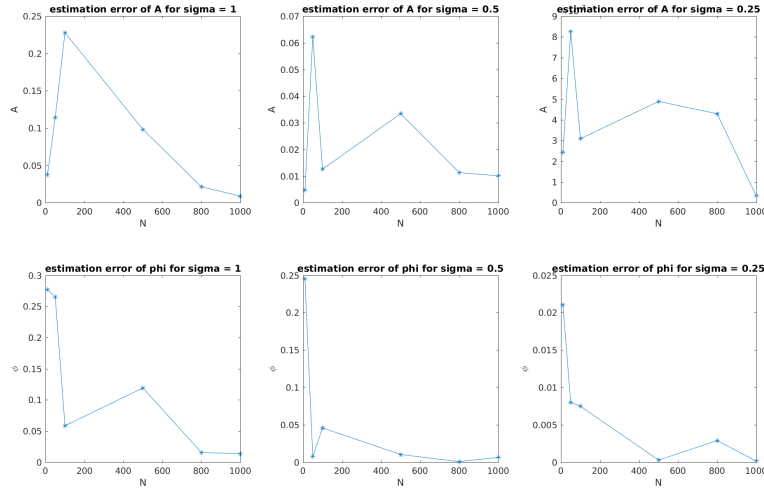 estimation error of A for sigma = 1
0.25
0.2
0.15
0.1
0.05
0
A
0 200 400 600 800 1000
N
estimation error of A for sigma = 0.5
0.07
0.06
0.05
0.04
0.03
0.02
0.01
0
A
0 200 400 600 800 1000
N
estimation error of A for sigma = 0.25
9
8
7
6
5
4
3
2
1
0
A
0 200 400 600 800 1000
N
estimation error of phi for sigma = 1
0.3
0.25
0.2
0.15
0.1
0.05
0
ϕ
0 200 400 600 800 1000
N
estimation error of phi for sigma = 0.5
0.25
0.2
0.15
0.1
0.05
0
ϕ
0 200 400 600 800 1000
N
estimation error of phi for sigma = 0.25
0.025
0.02
0.015
0.01
0.005
0
ϕ
0 200 400 600 800 1000
N